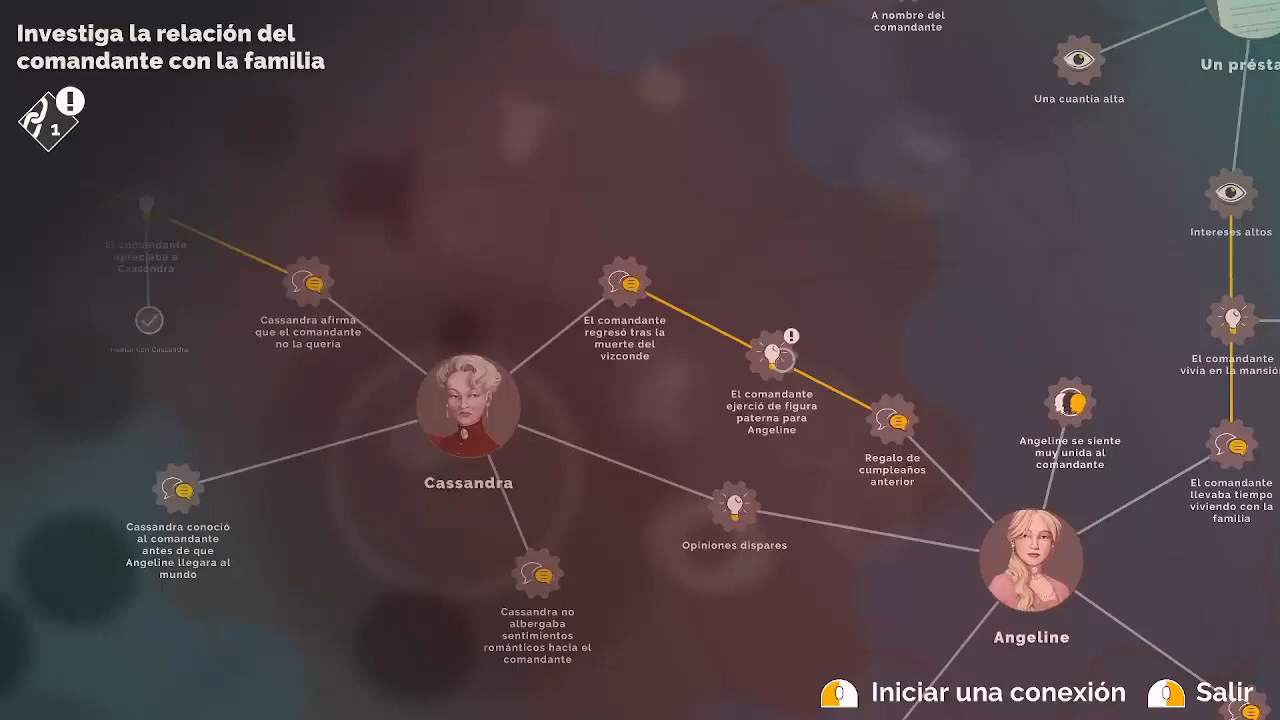 Investiga la relación del
comandante con la familia
1
A nombre del
comandante
Una cuantía alta
Un présta
Intereses altos
El comandante
apreciaba a
Cassandra
Hablar con Cassandra
Cassandra afirma
que el comandante
no la quería
El comandante
regresó tras la
muerte del
vizconde
El comandante
ejerció de figura
paterna para
Angeline
Regalo de
cumpleaños
anterior
Angeline se siente
muy unida al
comandante
El comandante
vivía en la mansió
El comandante
llevaba tiempo
viviendo con la
familia
Cassandra
Cassandra conoció
al comandante
antes de que
Angeline llegara al
mundo
Opiniones dispares
Cassandra no
albergaba
sentimientos
románticos hacia el
comandante
Angeline
Iniciar una conexión
Salir